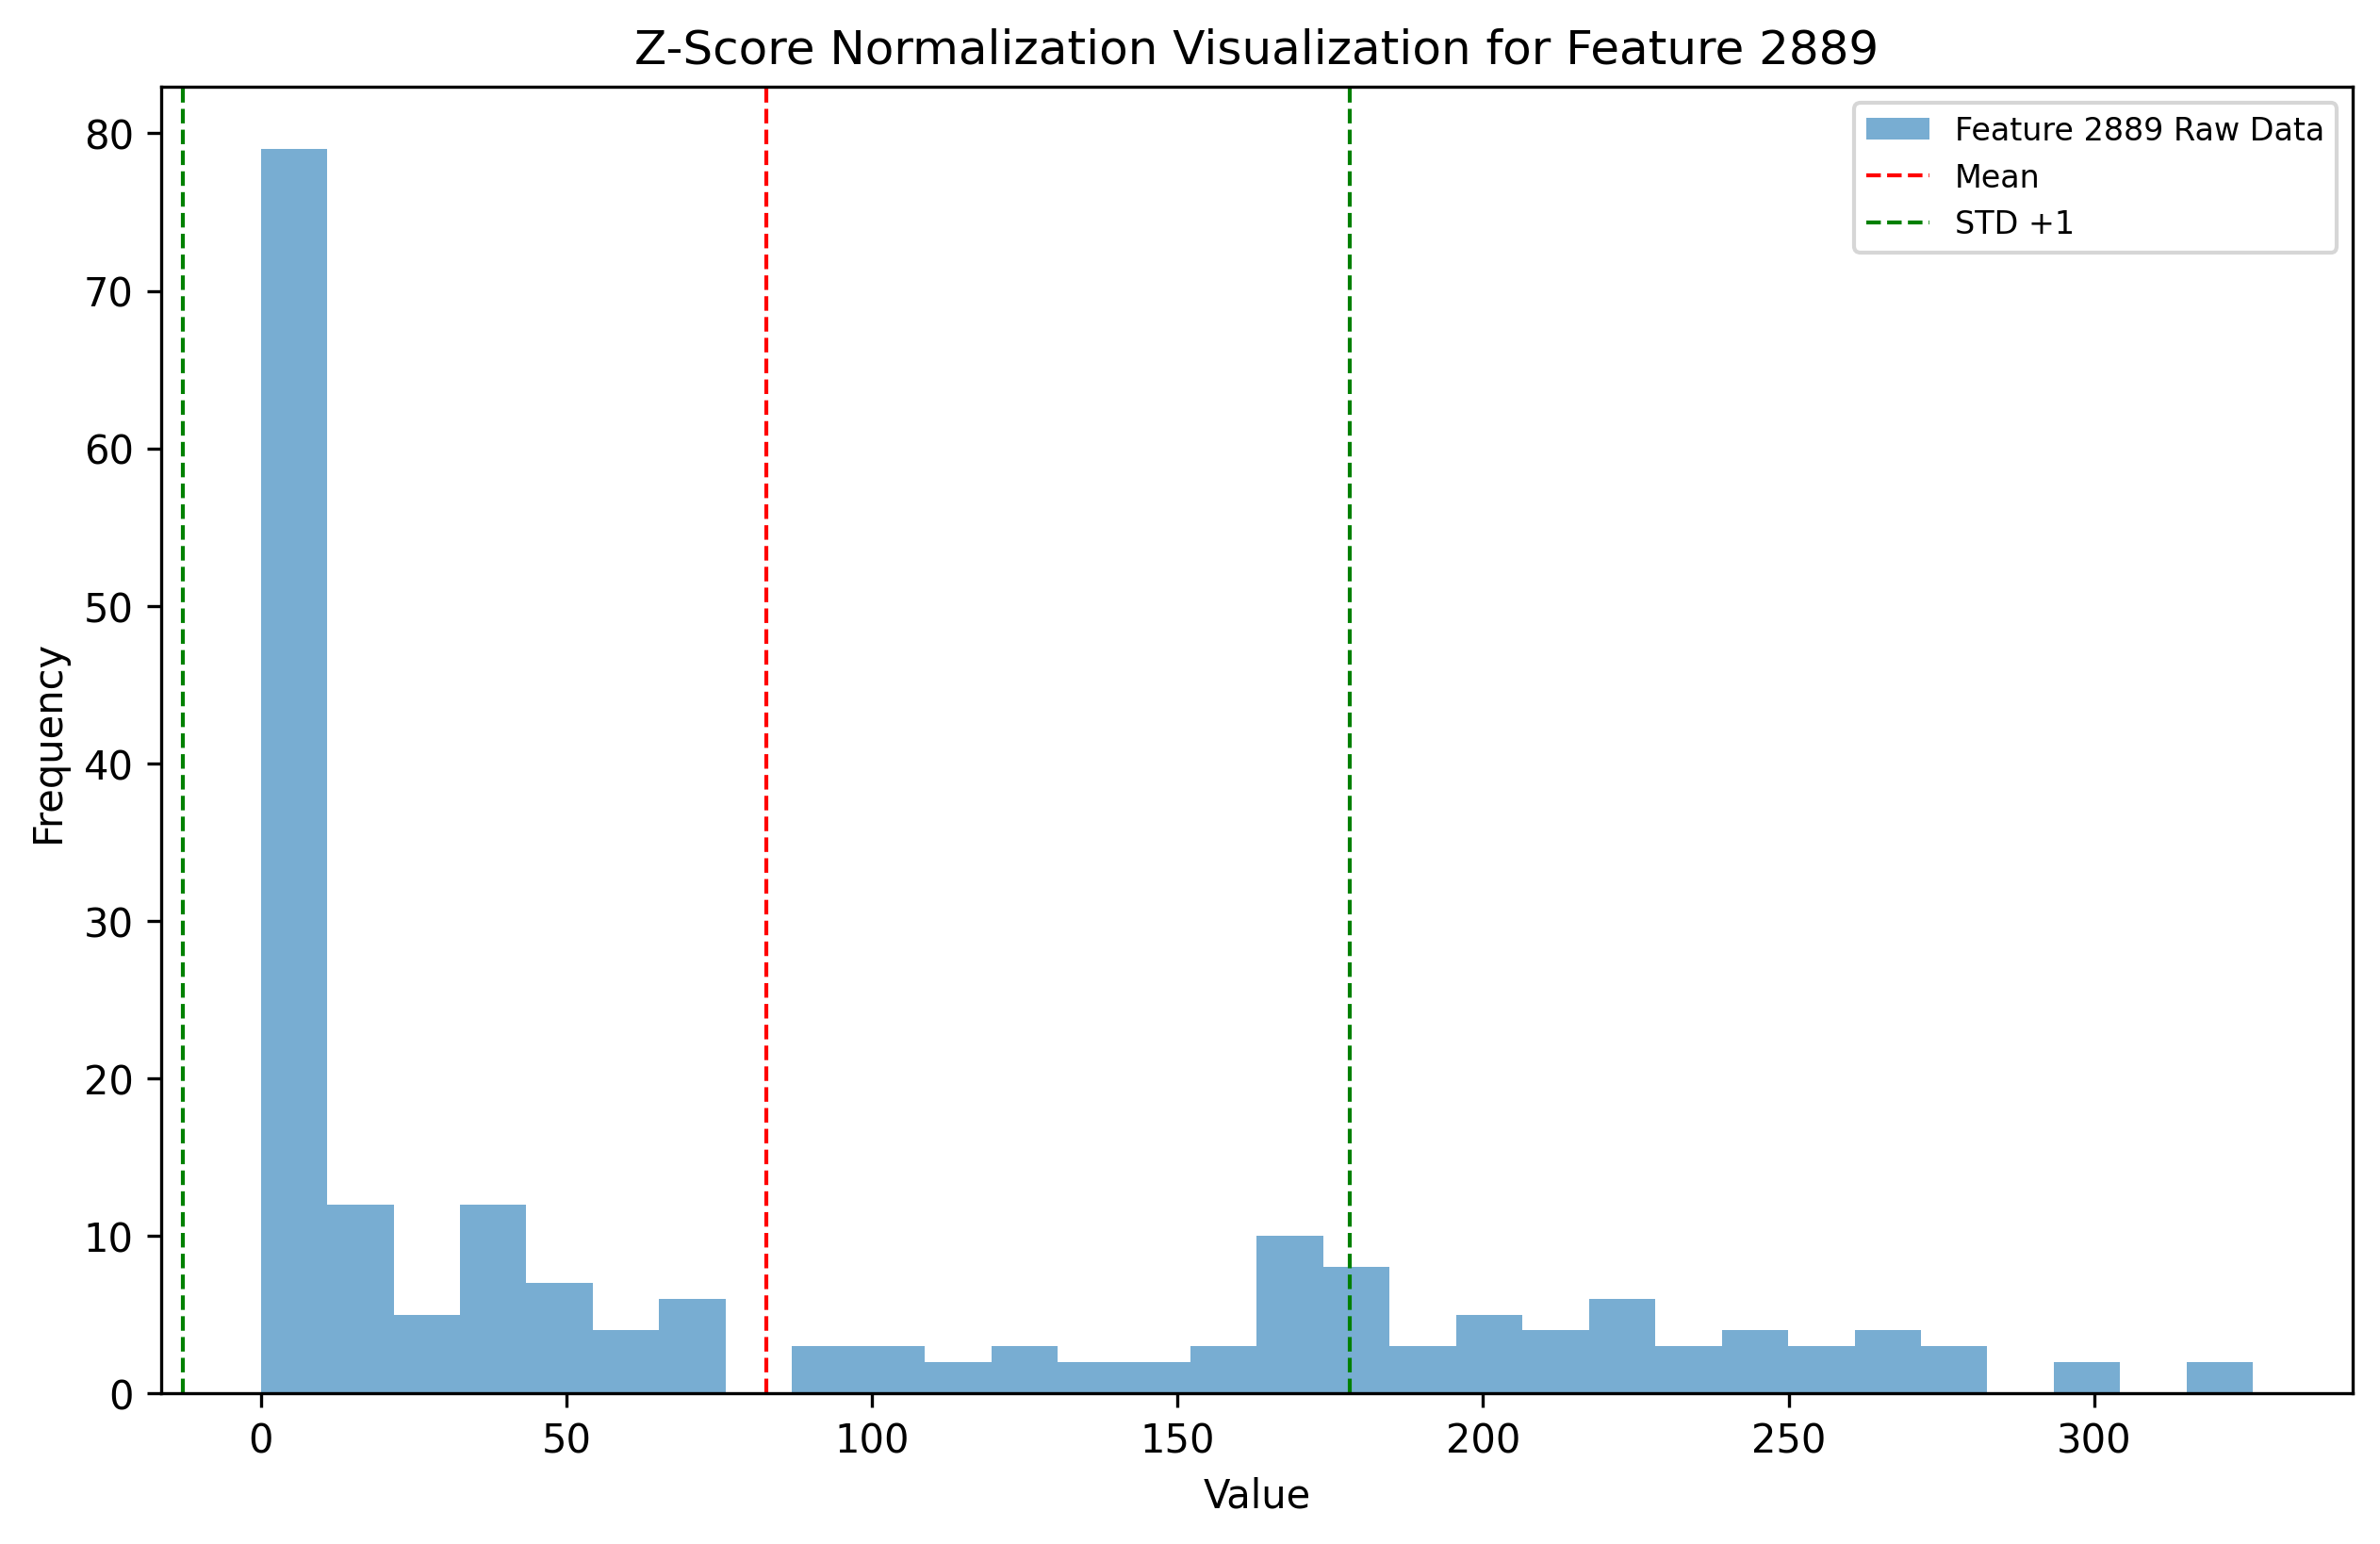 Z-Score Normalization Visualization for Feature 2889
Feature 2889 Raw Data
Mean
STD +1
80
70
60
50
40
30
20
10
0
Frequency
0 50 100 150 200 250 300
Value